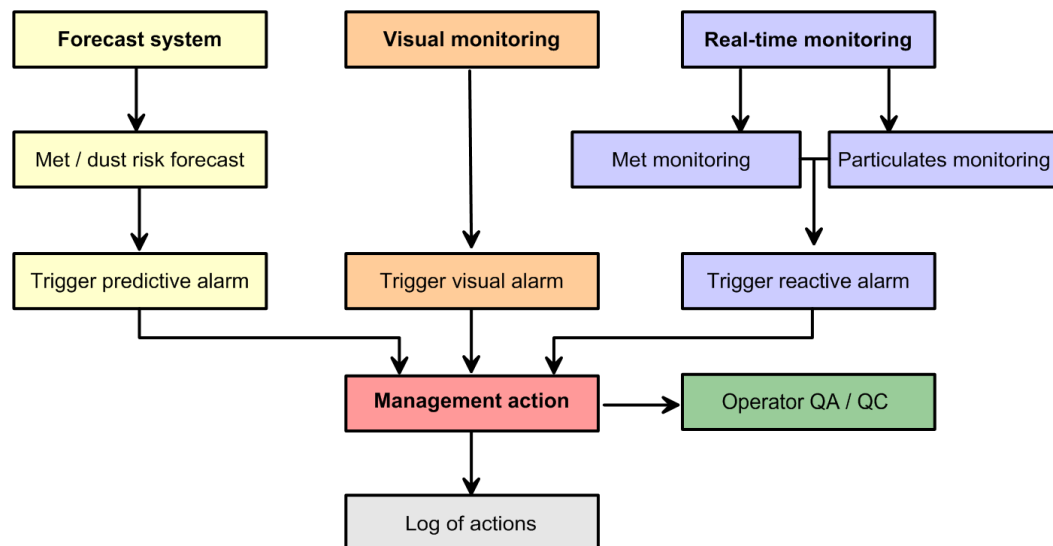 Forecast system
Visual monitoring
Real-time monitoring
Met / dust risk forecast
Met monitoring
Particulates monitoring
Trigger predictive alarm
Trigger visual alarm
Trigger reactive alarm
Management action
Operator QA / QC
Log of actions